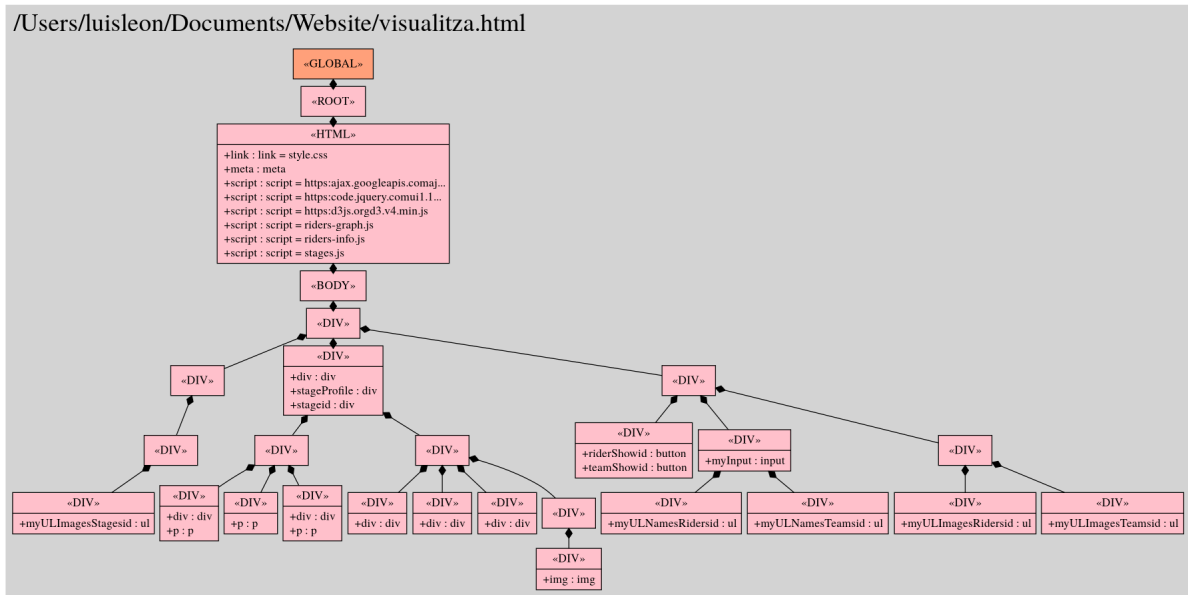 /Users/luisleon/Documents/Website/visualitza.html
«GLOBAL»
«ROOT»
«HTML»
+link : link = style.css
+meta : meta
+script : script = https:ajax.googleapis.comaj...
+script : script = https:code.jquery.comui1.1...
+script : script = https:d3js.orgd3.v4.min.js
+script : script = riders-graph.js
+script : script = riders-info.js
+script : script = stages.js
«BODY»
«DIV»
«DIV»
+div : div
+stageProfile : div
+stageid : div
«DIV»
«DIV»
«DIV»
«DIV»
«DIV»
«DIV»
+riderShowid : button
+teamShowid : button
«DIV»
+myInput : input
«DIV»
«DIV»
+myULImagesStagesid : ul
«DIV»
+div : div
+p : p
«DIV»
+p : p
«DIV»
+div : div
+p : p
«DIV»
+div : div
«DIV»
+div : div
«DIV»
+div : div
«DIV»
«DIV»
+myULNamesRidersid : ul
«DIV»
+myULNamesTeamsid : ul
«DIV»
+myULImagesRidersid : ul
«DIV»
+myULImagesTeamsid : ul
«DIV»
+img : img